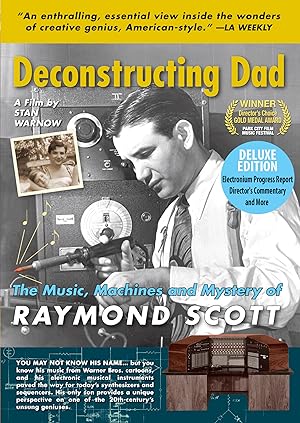 "An enthralling, essential view inside the wonders
of creative genius, American-style." —LA WEEKLY
Deconstructing Dad
A Film by
STAN
WARNOW
WINNER
Director's Choice
GOLD MEDAL AWARD
PARK CITY FILM
MUSIC FESTIVAL
DELUXE
EDITION
Electronium Progress Report
Director's Commentary
and More
The Music, Machines and Mystery of
RAYMOND SCOTT
YOU MAY NOT KNOW HIS NAME... but you
know his music from Warner Bros. cartoons,
and his electronic musical instruments
paved the way for today's synthesizers and
sequencers. His only son provides a unique
perspective on one of the 20th-century's
unsung geniuses.